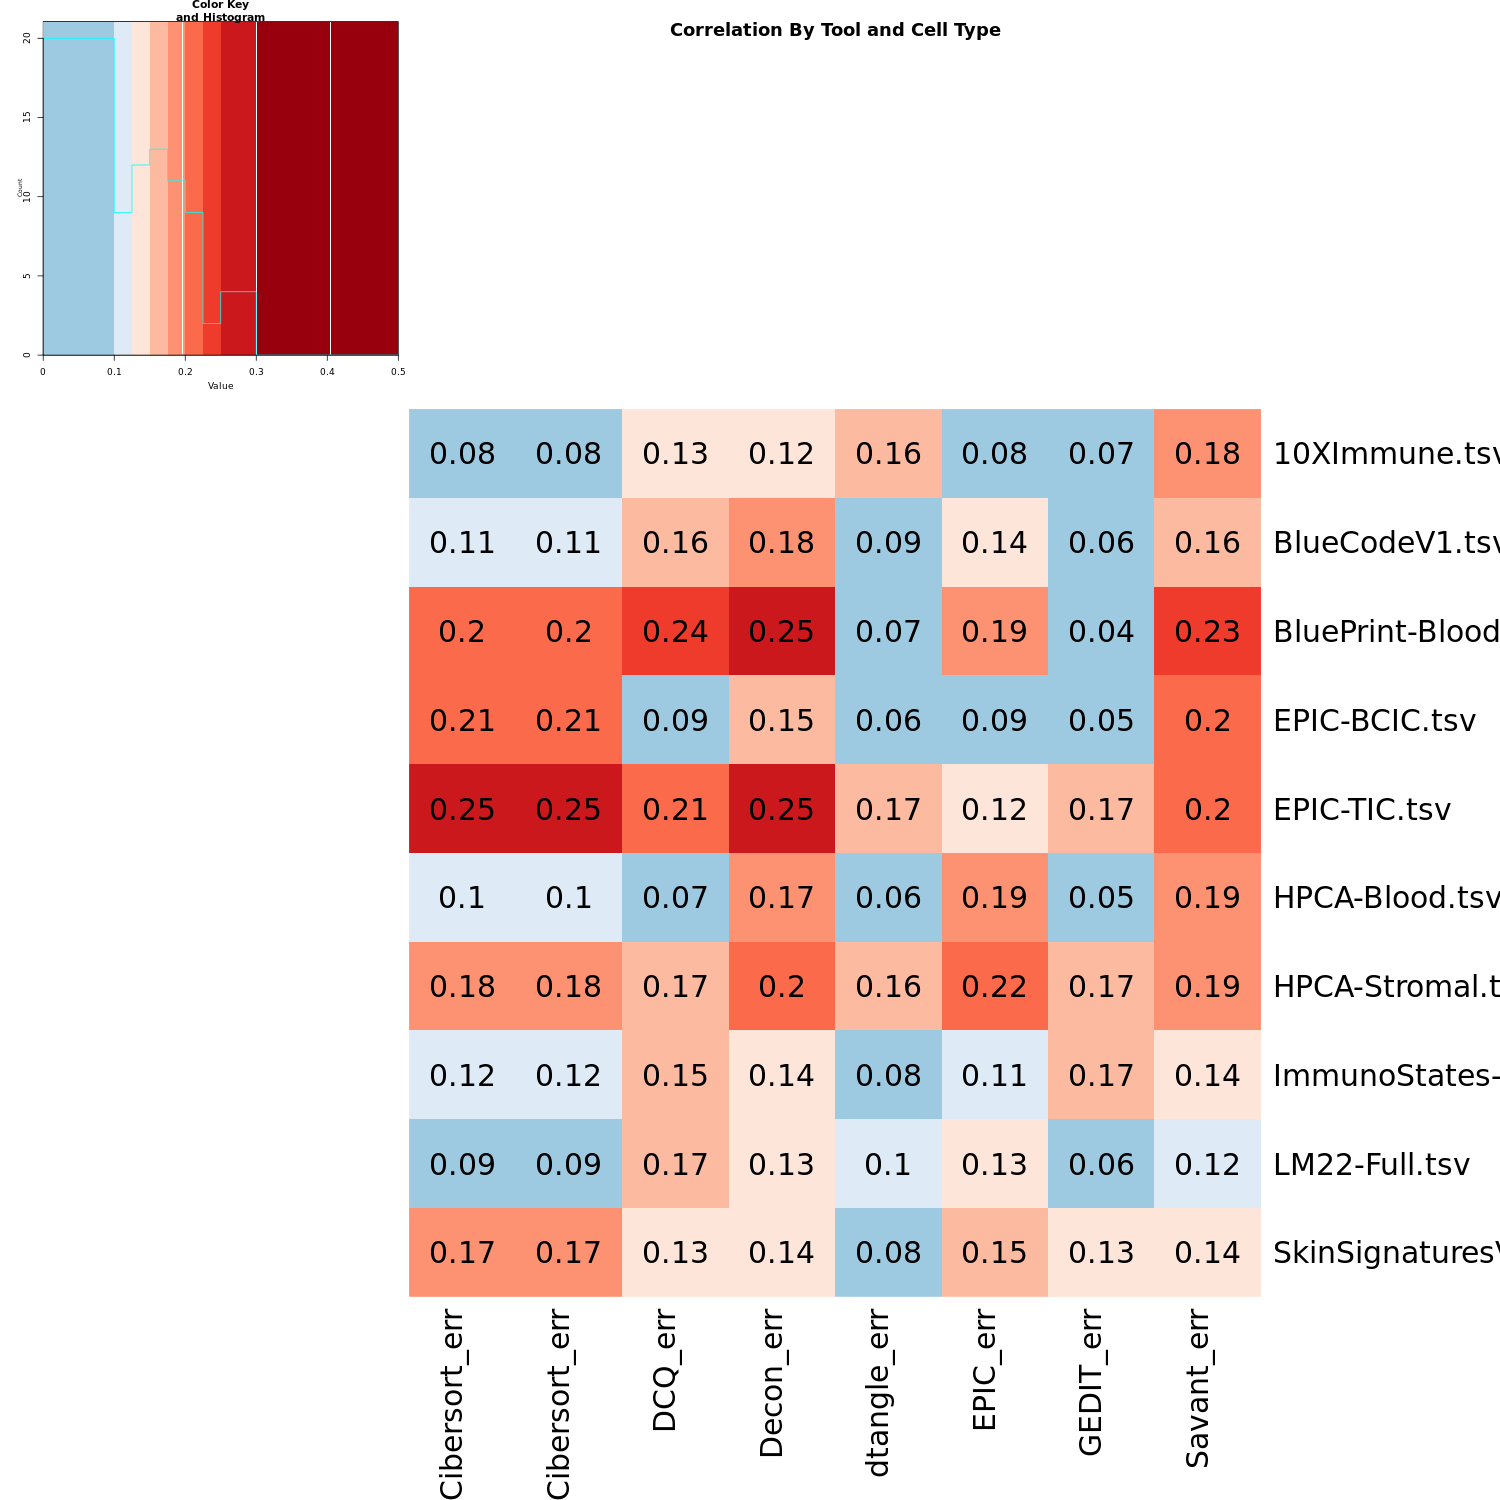 Color Key
and Histogram
Correlation By Tool and Cell Type
20
15
10
5
0
Count
0 0.1 0.2 0.3 0.4 0.5
Value
0.08 0.08 0.13 0.12 0.16 0.08 0.07 0.18 10XImmune.tsv
0.11 0.11 0.16 0.18 0.09 0.14 0.06 0.16 BlueCodeV1.tsv
0.2 0.2 0.24 0.25 0.07 0.19 0.04 0.23 BluePrint-Blood
0.21 0.21 0.09 0.15 0.06 0.09 0.05 0.2 EPIC-BCIC.tsv
0.25 0.25 0.21 0.25 0.17 0.12 0.17 0.2 EPIC-TIC.tsv
0.1 0.1 0.07 0.17 0.06 0.19 0.05 0.19 HPCA-Blood.tsv
0.18 0.18 0.17 0.2 0.16 0.22 0.17 0.19 HPCA-Stromal.t
0.12 0.12 0.15 0.14 0.08 0.11 0.17 0.14 ImmunoStates-
0.09 0.09 0.17 0.13 0.1 0.13 0.06 0.12 LM22-Full.tsv
0.17 0.17 0.13 0.14 0.08 0.15 0.13 0.14 SkinSignaturesV
Cibersort_err
Cibersort_err
DCQ_err
Decon_err
dtangle_err
EPIC_err
GEDIT_err
Savant_err